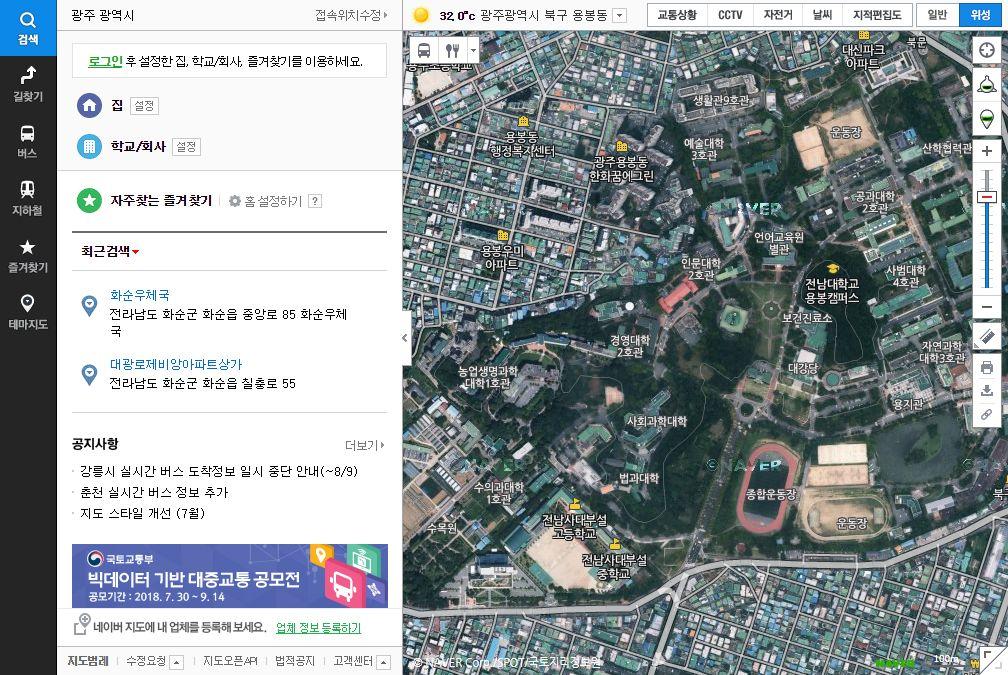 검색
길찾기
버스
지하철
즐겨찾기
테마지도
광주 광역시
접속위치수정
로그인 후 설정한 집, 학교/회사, 즐겨찾기를 이용하세요.
집 설정
학교/회사 설정
자주찾는 즐겨찾기 홈 설정하기 ?
최근검색
화순우체국
전라남도 화순군 화순읍 중앙로 85 화순우체
국
대광로제비앙아파트상가
전라남도 화순군 화순읍 칠충로 55
공지사항
더보기
강릉시 실시간 버스 도착정보 일시 중단 안내(~8/9)
춘천 실시간 버스 정보 추가
지도 스타일 개선 (7월)
국토교통부
빅데이터 기반 대중교통 공모전
공모기간 : 2018. 7. 30 ~ 9. 14
네이버 지도에 내 업체를 등록해 보세요. 업체 정보 등록하기
지도범례 수정요청 지도오픈API 법적공지 고객센터
32.0°c 광주광역시 북구 용봉동
교통상황 CCTV 자전거 날씨 지적편집도 일반 위성
북문
대신파크
아파트
생활관9호관
운동장
용봉동
행정복지센터
예술대학
3호관
산학협력관
광주용봉동
한화꿈에그린
공과대학
2호관
NAVER
용봉우미
아파트
언어교육원
별관
인문대학
2호관
사범대학
4호관
전남대학교
용봉캠퍼스
보건진료소
경영대학
2호관
자연과학
대학3호관
농업생명과학
대학1호관
대강당
용지관
사회과학대학
© NAVER
© NAVER
법과대학
수의과대학
1호관
종합운동장
운동장
수목원
전남사대부설
고등학교
전남사대부설
중학교
© NAVER Corp./SPOT/국토지리정보원
NAVER
100m